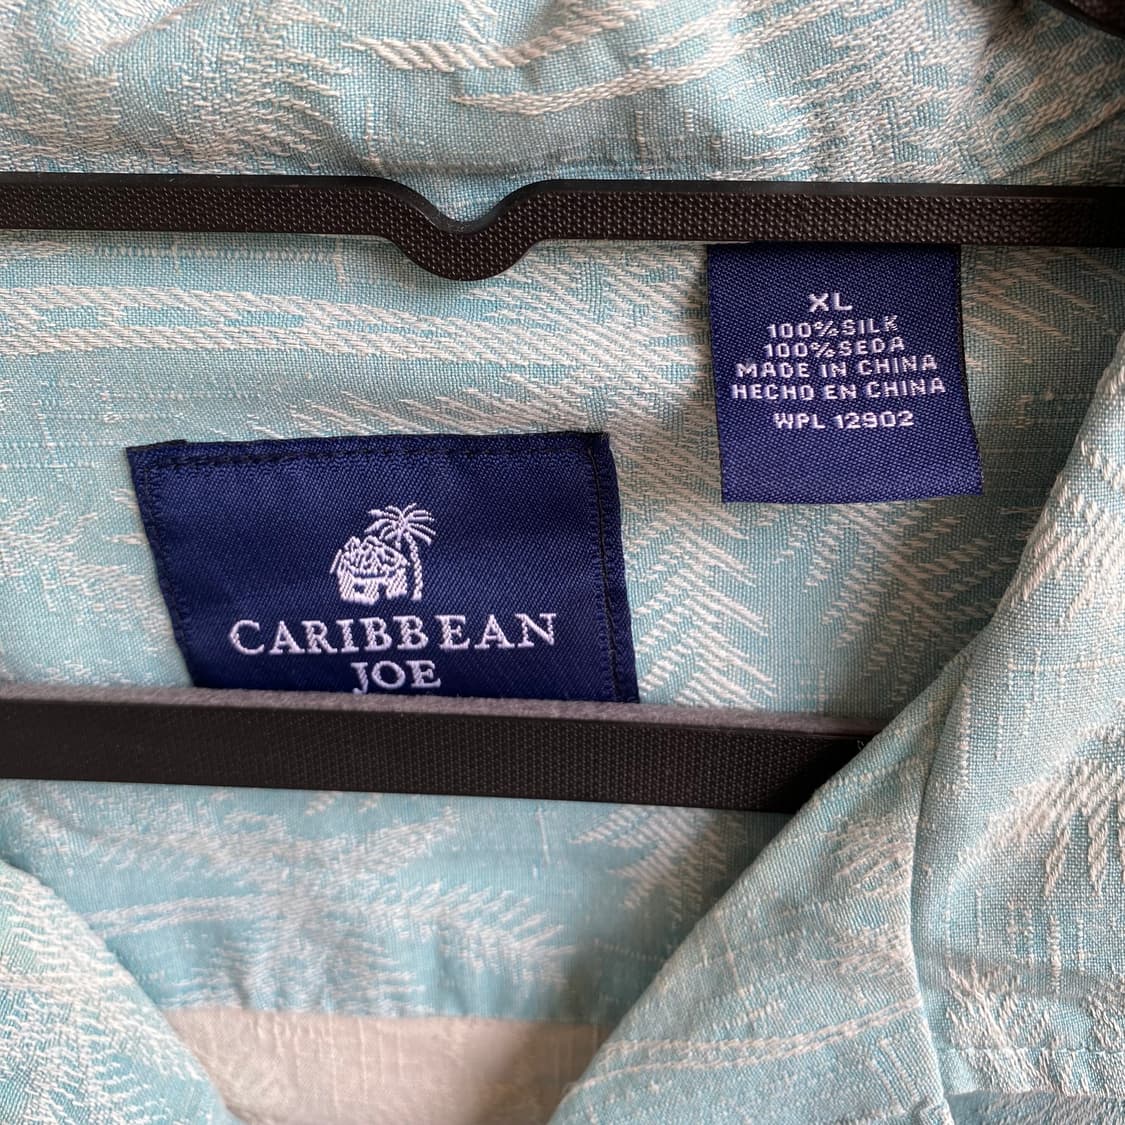 XL
100% SILK
100% SEDA
MADE IN CHINA
HECHO EN CHINA
WPL 12902
CARIBBEAN
JOE